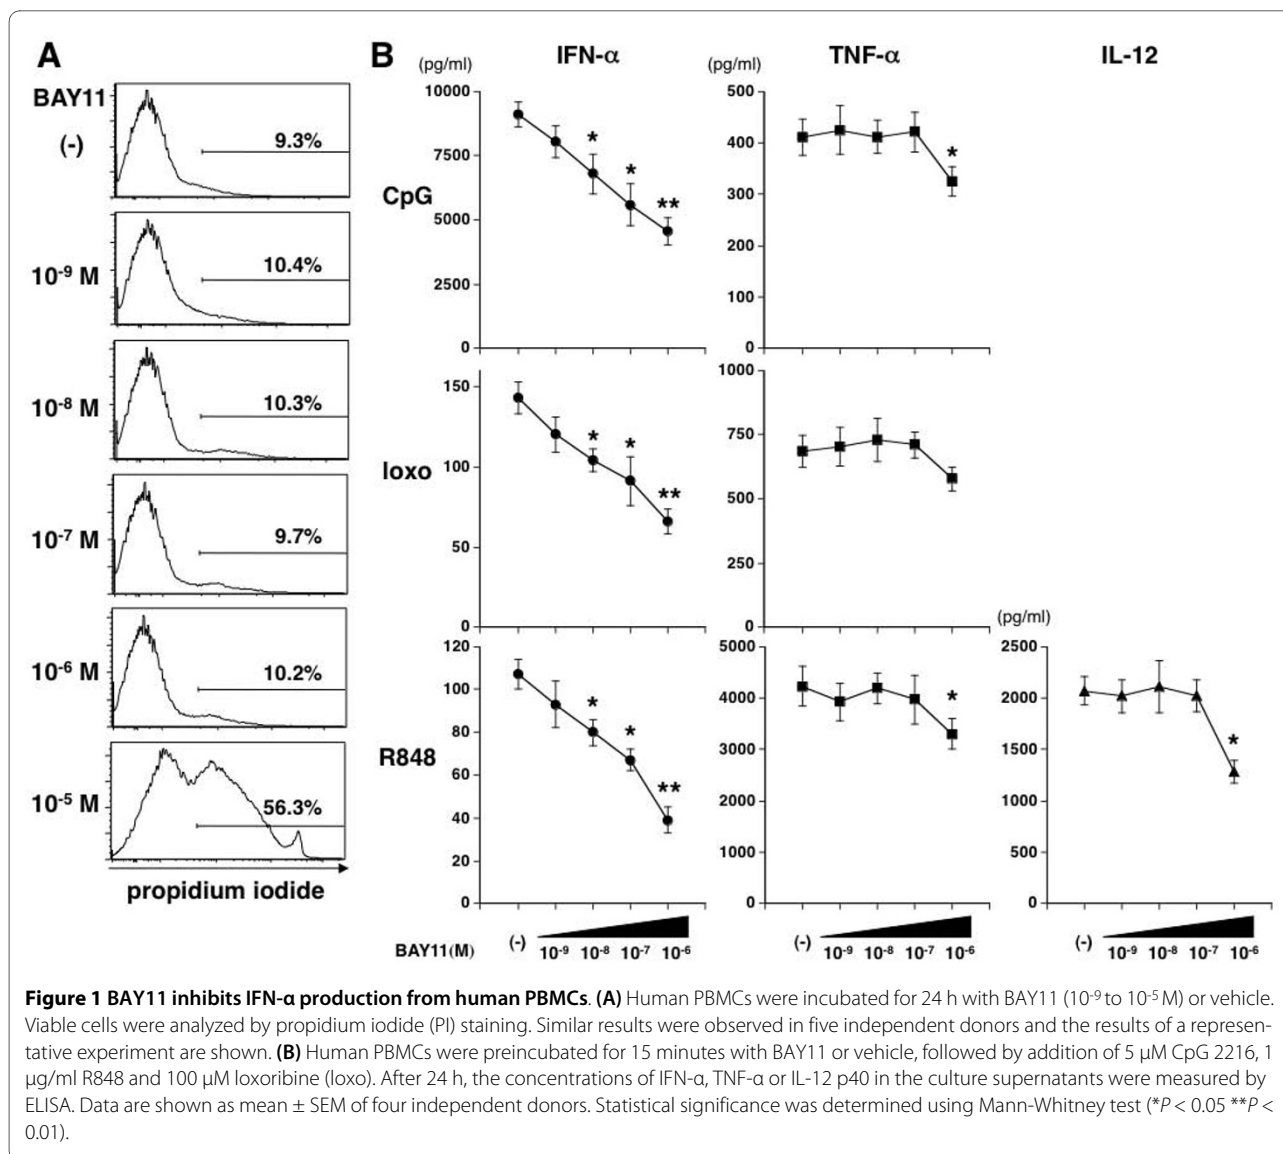 A
BAY11
(-)
9.3%
10-9 M
10.4%
10-8 M
10.3%
10-7 M
9.7%
10-6 M
10.2%
10-5 M
56.3%
propidium iodide
B
IFN-α
TNF-α
IL-12
(pg/ml)
(pg/ml)
CpG
10000
7500
5000
2500
0
*
*
**
500
400
300
200
100
0
*
loxo
150
100
50
0
*
*
**
1000
750
500
250
0
R848
120
100
80
60
40
20
0
*
*
**
5000
4000
3000
2000
1000
0
*
(pg/ml)
2500
2000
1500
1000
500
0
*
BAY11(M)
(-) 10-9 10-8 10-7 10-6
(-) 10-9 10-8 10-7 10-6
(-) 10-9 10-8 10-7 10-6
Figure 1 BAY11 inhibits IFN-α production from human PBMCs. (A) Human PBMCs were incubated for 24 h with BAY11 (10-9 to 10-5 M) or vehicle.
Viable cells were analyzed by propidium iodide (PI) staining. Similar results were observed in five independent donors and the results of a represen-
tative experiment are shown. (B) Human PBMCs were preincubated for 15 minutes with BAY11 or vehicle, followed by addition of 5 μM CpG 2216, 1
μg/ml R848 and 100 μM loxoribine (loxo). After 24 h, the concentrations of IFN-α, TNF-α or IL-12 p40 in the culture supernatants were measured by
ELISA. Data are shown as mean ± SEM of four independent donors. Statistical significance was determined using Mann-Whitney test (*P < 0.05 **P <
0.01).